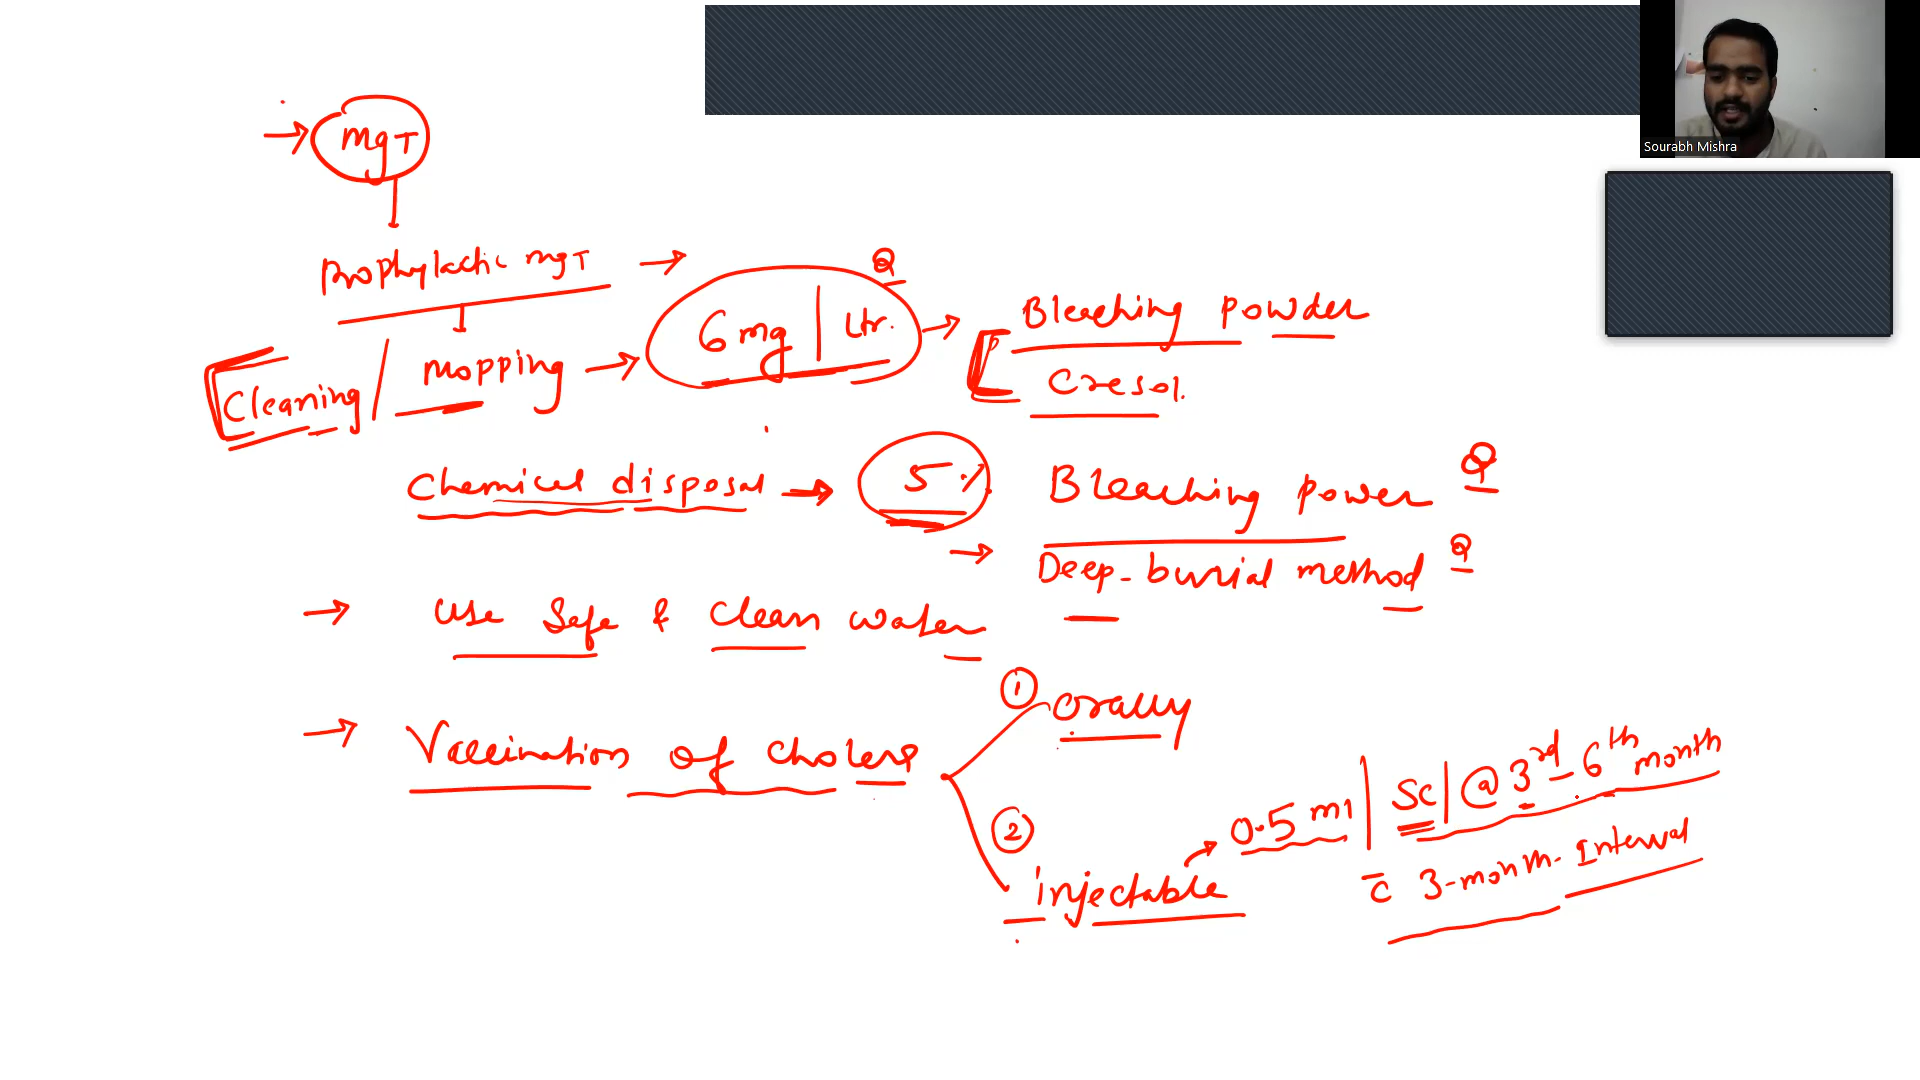 Sourabh Mishra
→ mgT
Prophylactic mgT →
Q
Cleaning / mopping → 6 mg | Ltr. → Bleaching powder
Cresol.
Chemical disposal → 5 % Bleaching power Q
→ Deep-burial method Q
→ use safe & clean water
① orally
→ Vaccination of cholera
② injectable → 0.5 ml | SC | @ 3rd - 6th month
c̄ 3-month Interval